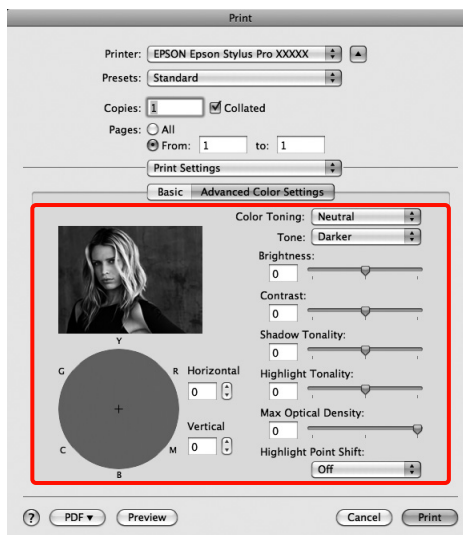 Print
Printer: EPSON Epson Stylus Pro XXXXX
Presets: Standard
Copies: 1 Collated
Pages: All
From: 1 to: 1
Print Settings
Basic Advanced Color Settings
Color Toning: Neutral
Tone: Darker
Brightness:
0
Contrast:
0
Shadow Tonality:
0
Highlight Tonality:
0
Max Optical Density:
0
Highlight Point Shift:
Off
Y
G R
C M
B
Horizontal
0
Vertical
0
? PDF▼ Preview Cancel Print